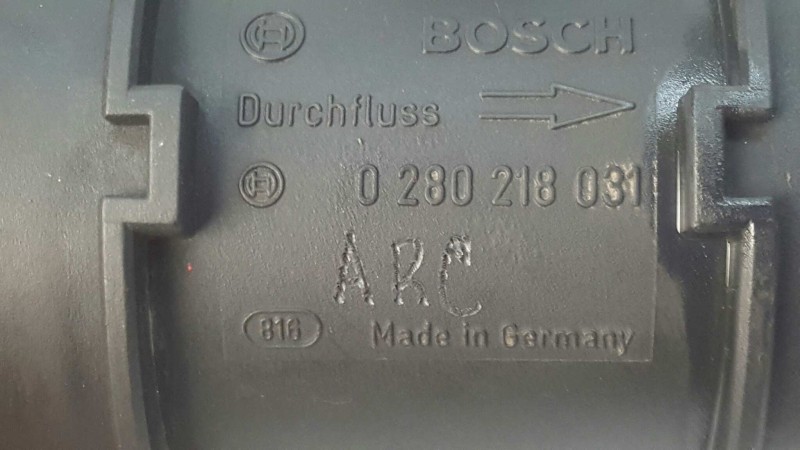 BOSCH
Durchfluss
0 280 218 031
ARC
816
Made in Germany